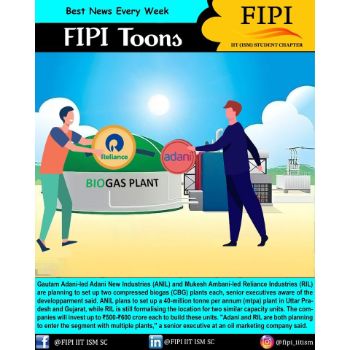 Best News Every Week
FIPI
FIPI Toons
IIT (ISM) STUDENT CHAPTER
Reliance
adani
BIOGAS PLANT
Gautam Adani-led Adani New Industries (ANIL) and Mukesh Ambani-led Reliance Industries (RIL)
are planning to set up two compressed biogas (CBG) plants each, senior executives aware of the
developparment said. ANIL plans to set up a 40-million tonne per annum (mtpa) plant in Uttar Pra-
desh and Gujarat, while RIL is still formalising the location for two similar capacity units. The com-
panies will invest up to ₹500-₹600 crore each to build these units. "Adani and RIL are both planning
to enter the segment with multiple plants," a senior executive at an oil marketing company said.
@FIPI IIT ISM SC
@FIPI IIT ISM SC
@fipi_iitism